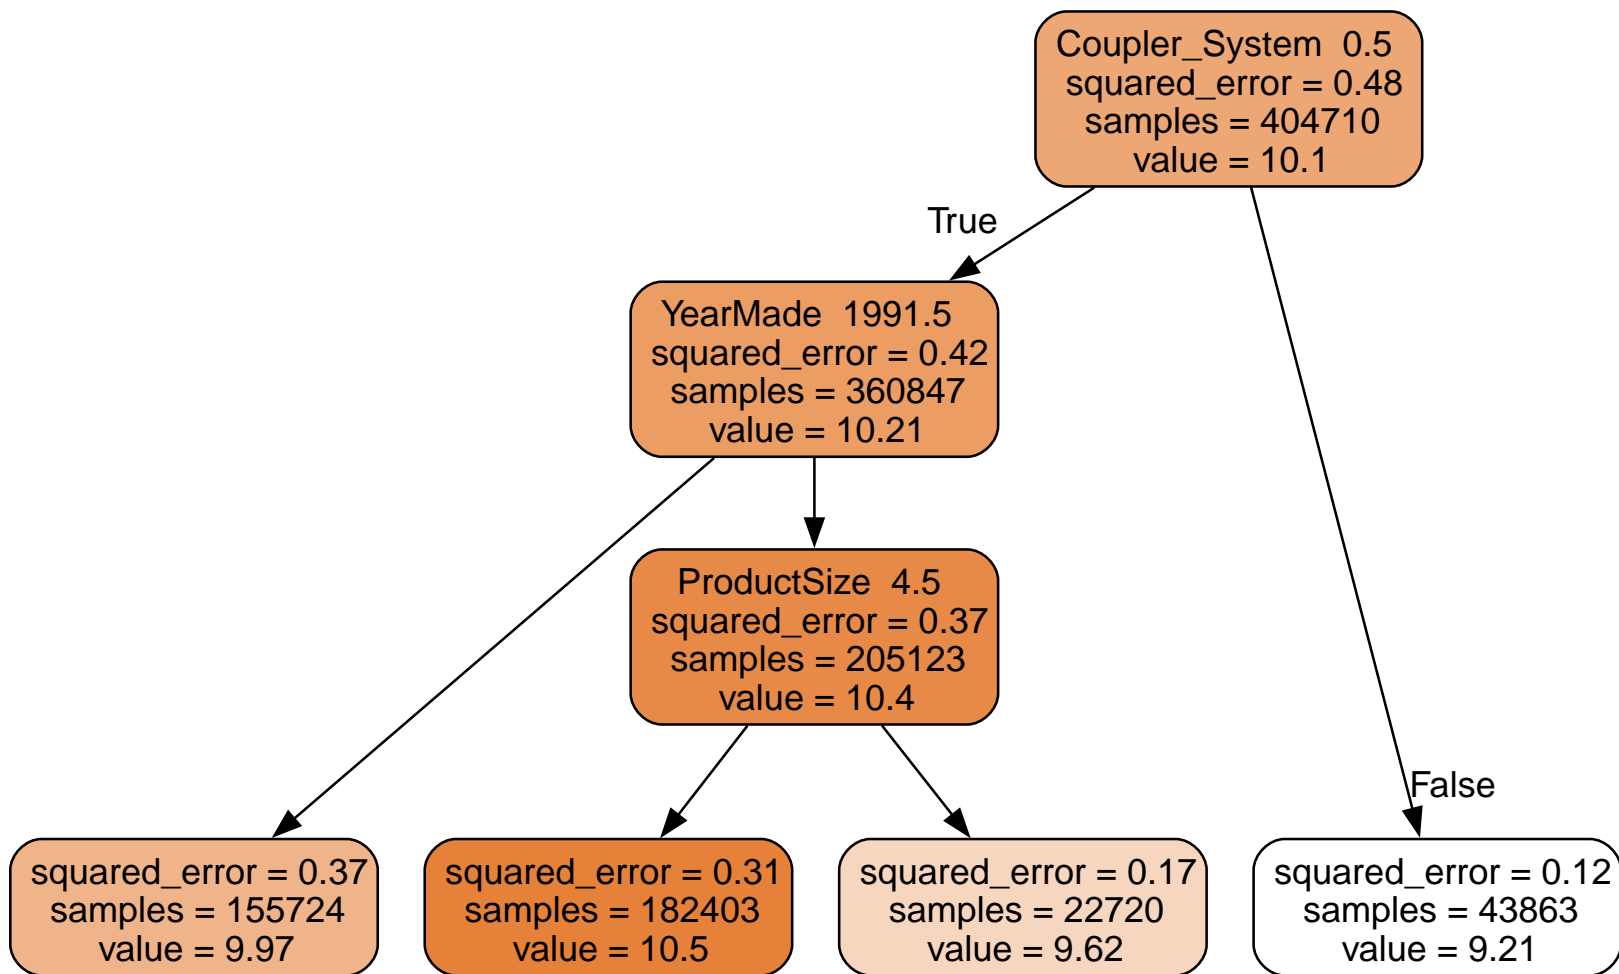 Coupler_System  0.5
squared_error = 0.48
samples = 404710
value = 10.1
True
YearMade  1991.5
squared_error = 0.42
samples = 360847
value = 10.21
ProductSize  4.5
squared_error = 0.37
samples = 205123
value = 10.4
False
squared_error = 0.37
samples = 155724
value = 9.97
squared_error = 0.31
samples = 182403
value = 10.5
squared_error = 0.17
samples = 22720
value = 9.62
squared_error = 0.12
samples = 43863
value = 9.21